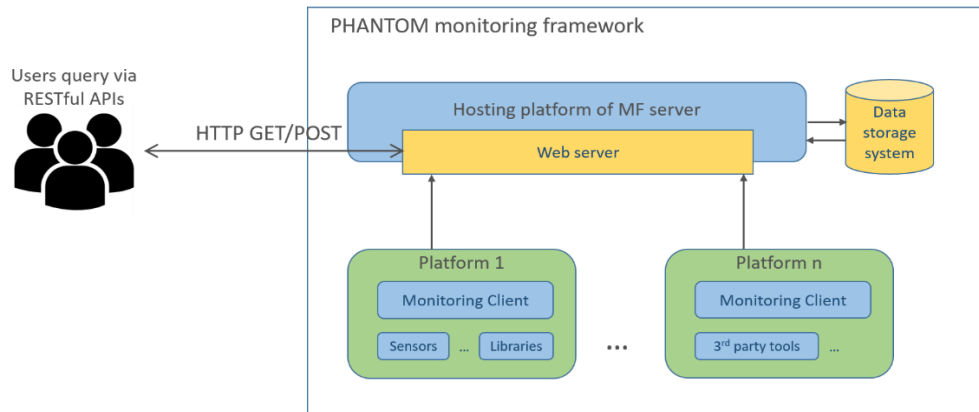 PHANTOM monitoring framework
Users query via
RESTful APIs
HTTP GET/POST
Hosting platform of MF server
Web server
Data
storage
system
Platform 1
Monitoring Client
Sensors
...
Libraries
...
Platform n
Monitoring Client
3rd party tools
...